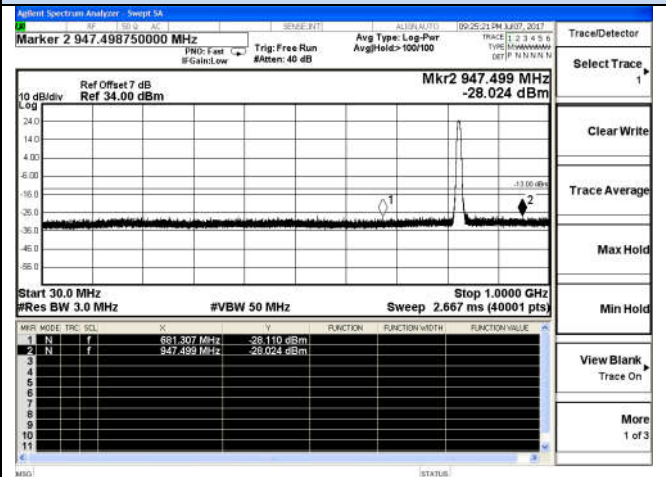 Agilent Spectrum Analyzer - Swept SA
RF 50 Ω AC SENSE:INT ALIGN AUTO 09:25:21 PM Jul 07, 2017
Marker 2 947.498750000 MHz
PNO: Fast
IFGain:Low
Trig: Free Run
#Atten: 40 dB
Avg Type: Log-Pwr
Avg|Hold:>100/100
TRACE 1 2 3 4 5 6
TYPE
DET P N N N N N
Ref Offset 7 dB
10 dB/div Ref 34.00 dBm
Log
Mkr2 947.499 MHz
-28.024 dBm
24.0
14.0
4.00
-6.00
-16.0
-26.0
-36.0
-46.0
-56.0
-13.00 dBm
1
2
Start 30.0 MHz Stop 1.0000 GHz
#Res BW 3.0 MHz #VBW 50 MHz Sweep 2.667 ms (40001 pts)
MKR MODE TRC SCL X Y FUNCTION FUNCTION WIDTH FUNCTION VALUE
1 N f 681.307 MHz -28.110 dBm
2 N f 947.499 MHz -28.024 dBm
3
4
5
6
7
8
9
10
11
MSG STATUS
Trace/Detector
Select Trace
1
Clear Write
Trace Average
Max Hold
Min Hold
View Blank
Trace On
More
1 of 3